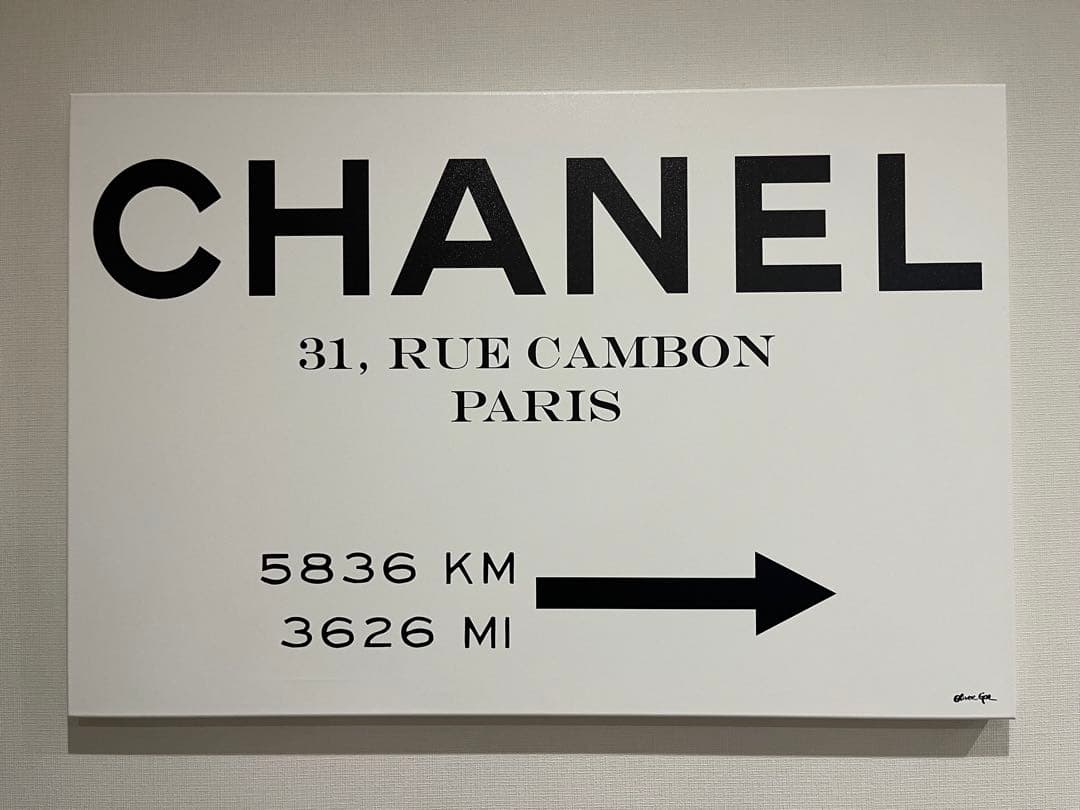 CHANEL
31, RUE CAMBON
PARIS
5836 KM
3626 MI